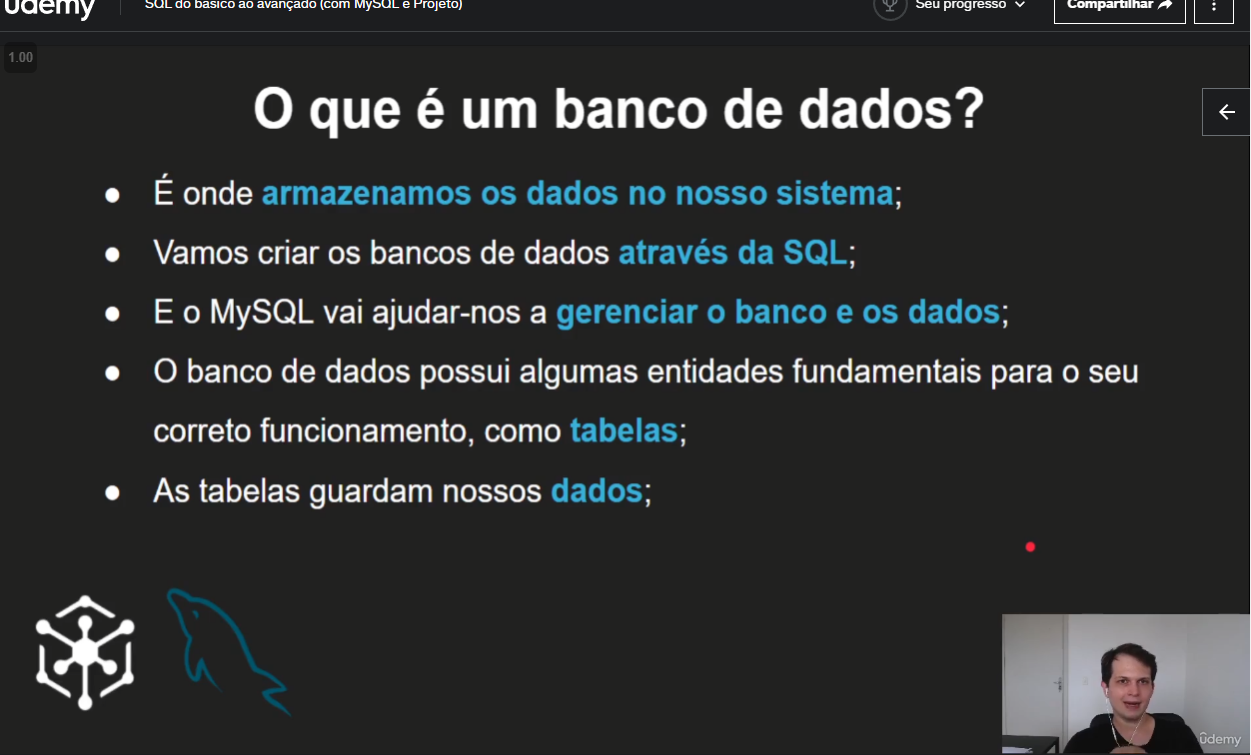 udemy
SQL do básico ao avançado (com MySQL e Projeto)
Seu progresso
Compartilhar
1.00
O que é um banco de dados?
● É onde armazenamos os dados no nosso sistema;
● Vamos criar os bancos de dados através da SQL;
● E o MySQL vai ajudar-nos a gerenciar o banco e os dados;
● O banco de dados possui algumas entidades fundamentais para o seu
correto funcionamento, como tabelas;
● As tabelas guardam nossos dados;
udemy